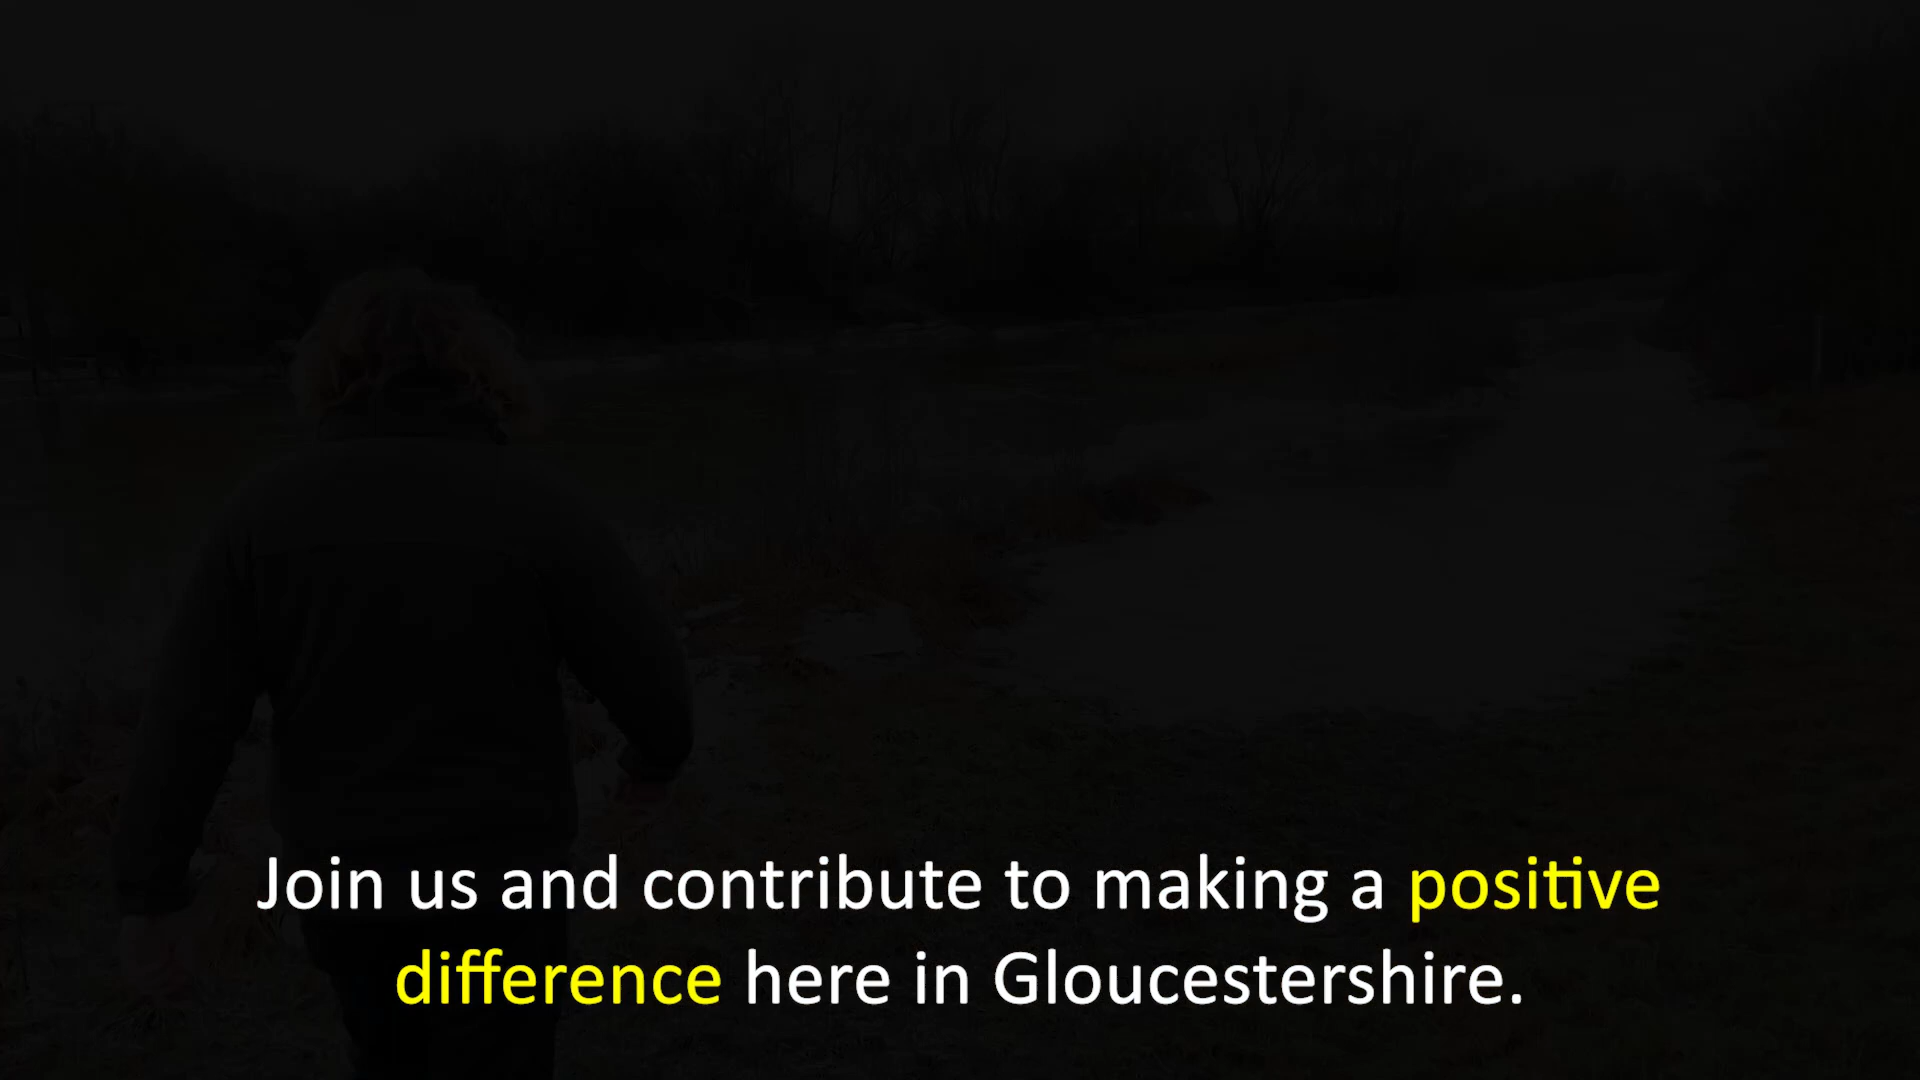 Join us and contribute to making a positive
difference here in Gloucestershire.